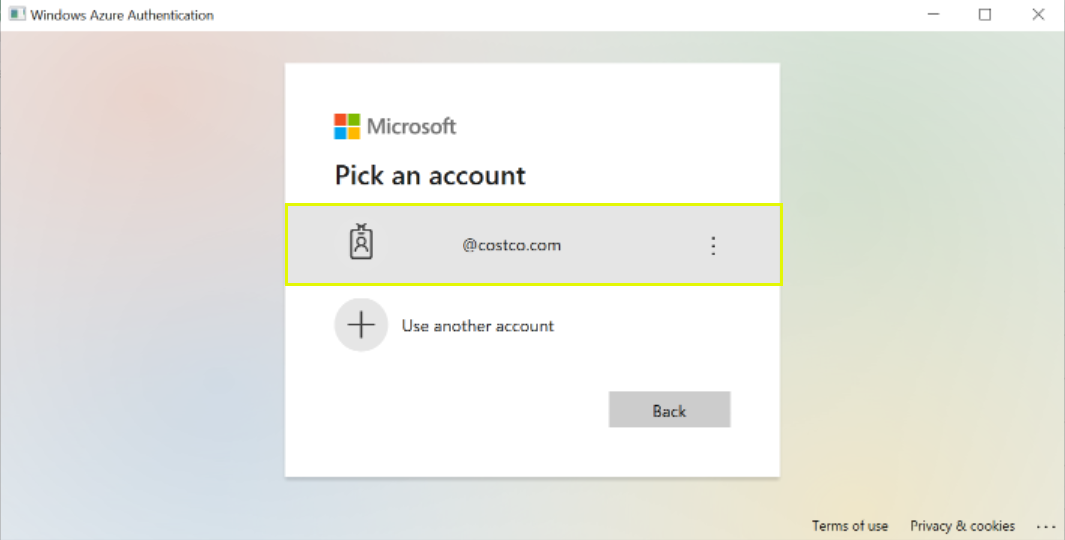 Windows Azure Authentication
Microsoft
Pick an account
@costco.com
Use another account
Back
Terms of use Privacy & cookies